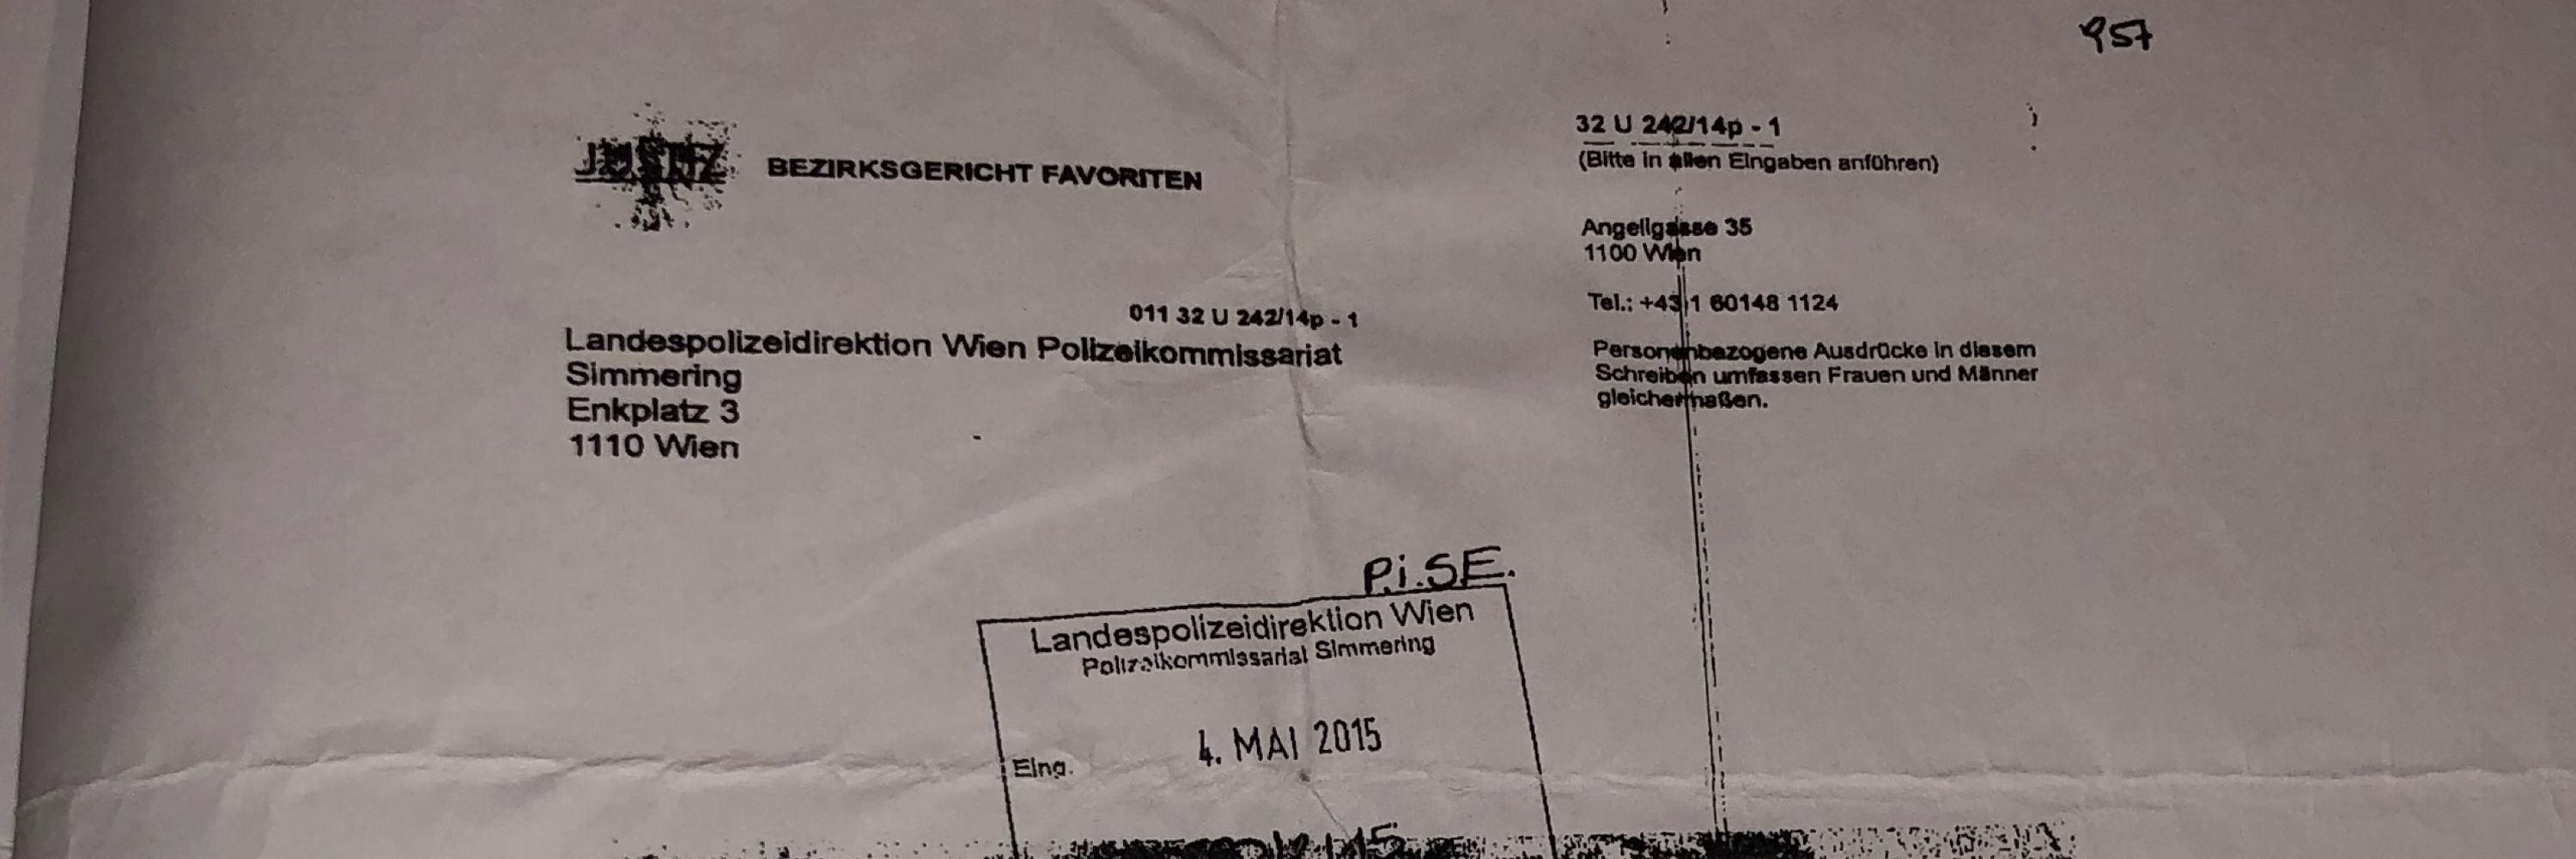 957
JUSTIZ
BEZIRKSGERICHT FAVORITEN
32 U 242/14p - 1
(Bitte in allen Eingaben anführen)
Angeligasse 35
1100 Wien
Tel.: +43 1 60148 1124
Personenbezogene Ausdrücke in diesem
Schreiben umfassen Frauen und Männer
gleichermaßen.
011 32 U 242/14p - 1
Landespolizeidirektion Wien Polizeikommissariat
Simmering
Enkplatz 3
1110 Wien
P.i.SE.
Landespolizeidirektion Wien
Polizeikommissariat Simmering
4. MAI 2015
Eing.